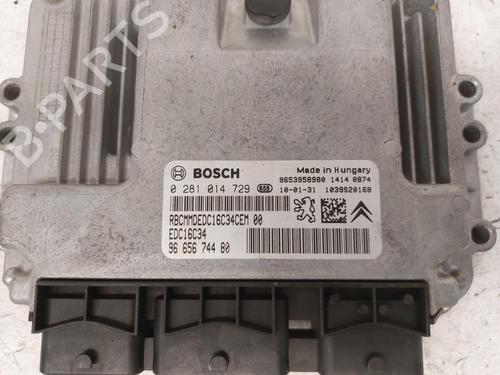 B-PARTS
BOSCH
Made in Hungary
9653958980 1414 0874
0 281 014 729 658 10-01-31 1039S20168
RBCMMDEDC16C34CEM 00
EDC16C34
96 656 744 80